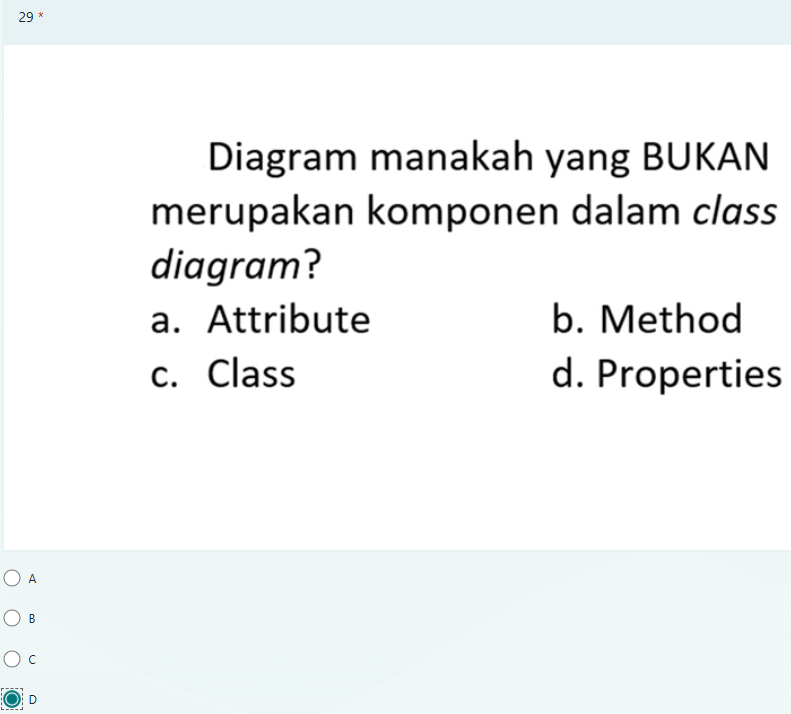 29 *
Diagram manakah yang BUKAN
merupakan komponen dalam class
diagram?
a. Attribute b. Method
c. Class d. Properties
A
B
C
D